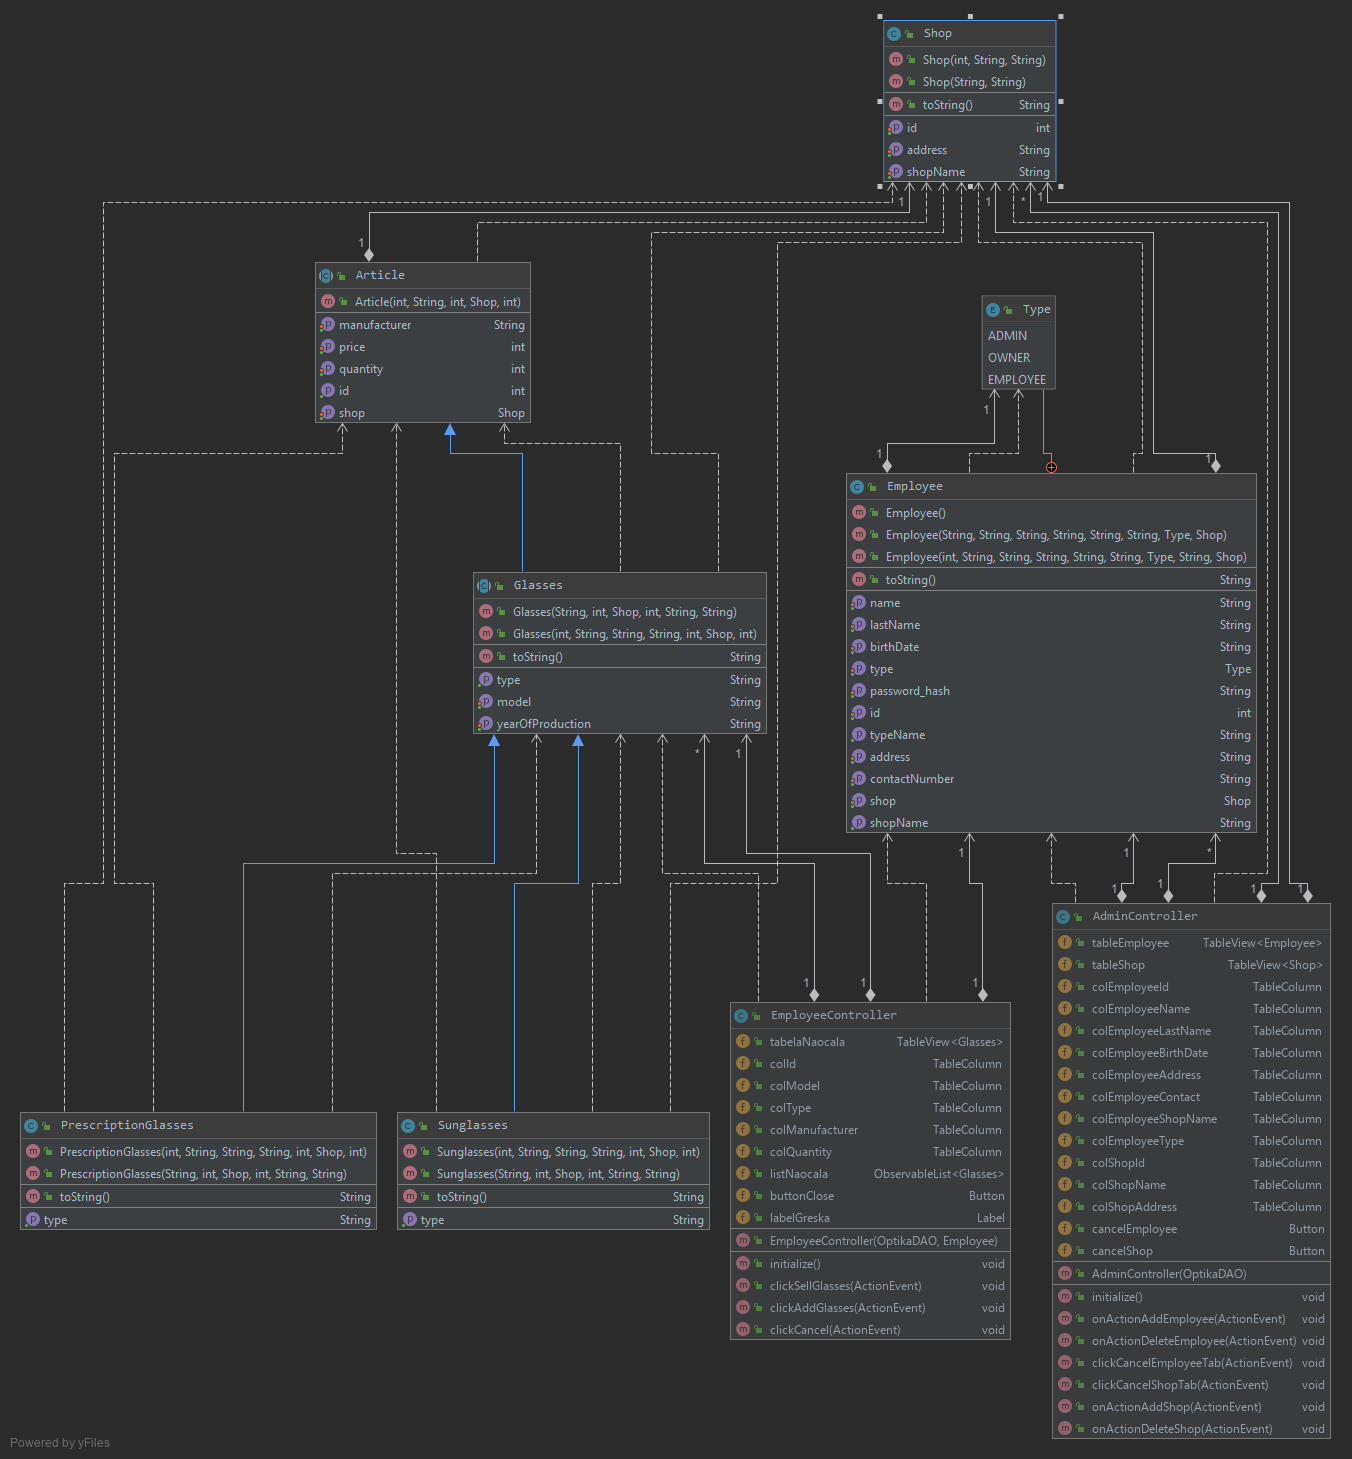 Shop
Shop(int, String, String)
Shop(String, String)
toString() String
id int
address String
shopName String
1 1 * 1
1
Article
Article(int, String, int, Shop, int)
manufacturer String
price int
quantity int
id int
shop Shop
Type
ADMIN
OWNER
EMPLOYEE
1
1 1
Employee
Employee()
Employee(String, String, String, String, String, String, Type, Shop)
Employee(int, String, String, String, String, String, Type, String, Shop)
toString() String
name String
lastName String
birthDate String
type Type
password_hash String
id int
typeName String
address String
contactNumber String
shop Shop
shopName String
Glasses
Glasses(String, int, Shop, int, String, String)
Glasses(int, String, String, String, int, Shop, int)
toString() String
type String
model String
yearOfProduction String
* 1
1 1 *
1 1 1 1
AdminController
tableEmployee TableView<Employee>
tableShop TableView<Shop>
colEmployeeId TableColumn
colEmployeeName TableColumn
colEmployeeLastName TableColumn
colEmployeeBirthDate TableColumn
colEmployeeAddress TableColumn
colEmployeeContact TableColumn
colEmployeeShopName TableColumn
colEmployeeType TableColumn
colShopId TableColumn
colShopName TableColumn
colShopAddress TableColumn
cancelEmployee Button
cancelShop Button
AdminController(OptikaDAO)
initialize() void
onActionAddEmployee(ActionEvent) void
onActionDeleteEmployee(ActionEvent) void
clickCancelEmployeeTab(ActionEvent) void
clickCancelShopTab(ActionEvent) void
onActionAddShop(ActionEvent) void
onActionDeleteShop(ActionEvent) void
1 1 1
EmployeeController
tabelaNaocala TableView<Glasses>
colId TableColumn
colModel TableColumn
colType TableColumn
colManufacturer TableColumn
colQuantity TableColumn
listNaocala ObservableList<Glasses>
buttonClose Button
labelGreska Label
EmployeeController(OptikaDAO, Employee)
initialize() void
clickSellGlasses(ActionEvent) void
clickAddGlasses(ActionEvent) void
clickCancel(ActionEvent) void
PrescriptionGlasses
PrescriptionGlasses(int, String, String, String, int, Shop, int)
PrescriptionGlasses(String, int, Shop, int, String, String)
toString() String
type String
Sunglasses
Sunglasses(int, String, String, String, int, Shop, int)
Sunglasses(String, int, Shop, int, String, String)
toString() String
type String
Powered by yFiles